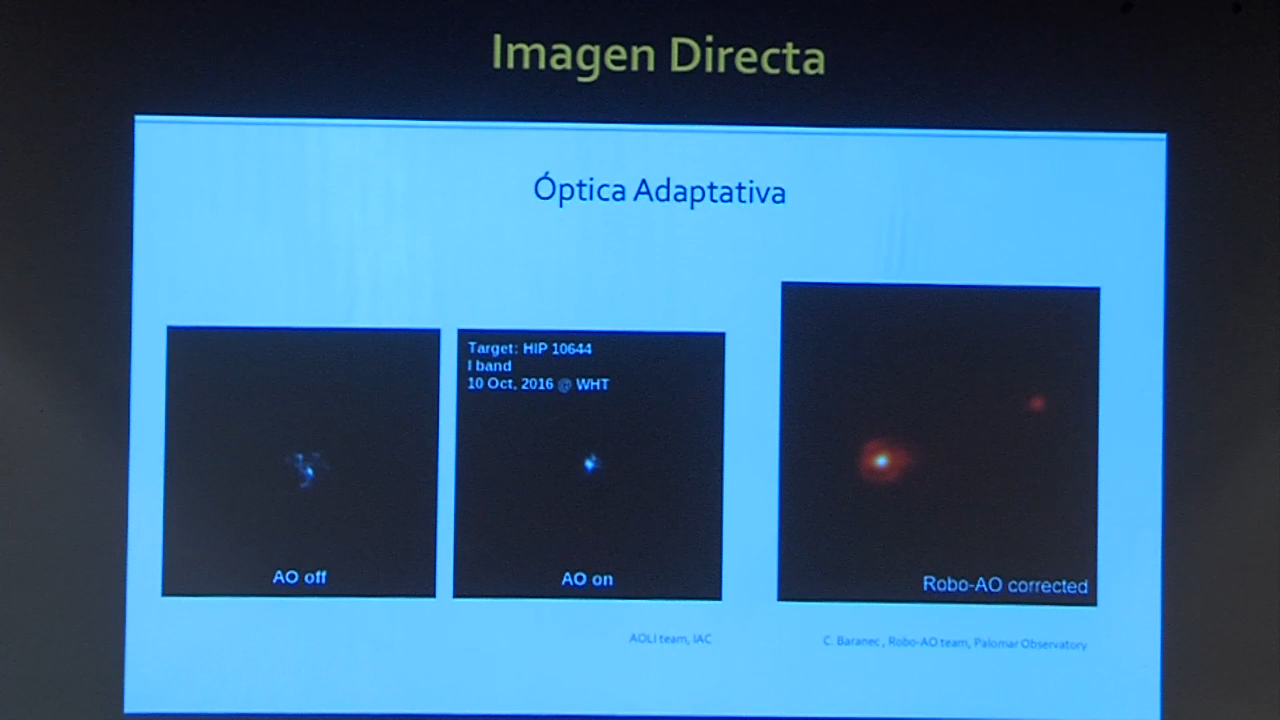 Imagen Directa
Óptica Adaptativa
Target: HIP 10644
I band
10 Oct, 2016 @ WHT
AO off
AO on
Robo-AO corrected
AOLI team, IAC
C. Baranec , Robo-AO team, Palomar Observatory